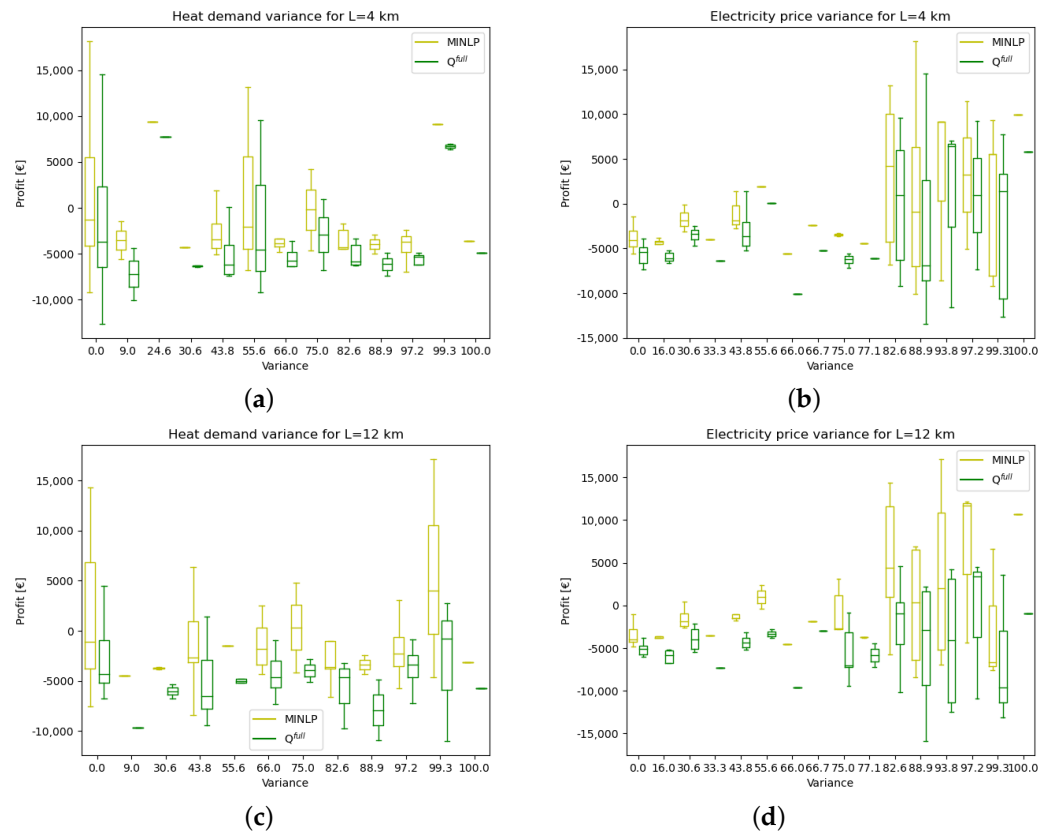 Heat demand variance for L=4 km
MINLP
Q^full
15,000
10,000
5000
0
-5000
-10,000
Profit [€]
0.0 9.0 24.6 30.6 43.8 55.6 66.0 75.0 82.6 88.9 97.2 99.3 100.0
Variance
(a)
Electricity price variance for L=4 km
MINLP
Q^full
15,000
10,000
5000
0
-5000
-10,000
-15,000
Profit [€]
0.0 16.0 30.6 33.3 43.8 55.6 66.0 66.7 75.0 77.1 82.6 88.9 93.8 97.2 99.3 100.0
Variance
(b)
Heat demand variance for L=12 km
15,000
10,000
5000
0
-5000
-10,000
Profit [€]
MINLP
Q^full
0.0 9.0 30.6 43.8 55.6 66.0 75.0 82.6 88.9 97.2 99.3 100.0
Variance
(c)
Electricity price variance for L=12 km
MINLP
Q^full
15,000
10,000
5000
0
-5000
-10,000
-15,000
Profit [€]
0.0 16.0 30.6 33.3 43.8 55.6 66.0 66.7 75.0 77.1 82.6 88.9 93.8 97.2 99.3 100.0
Variance
(d)